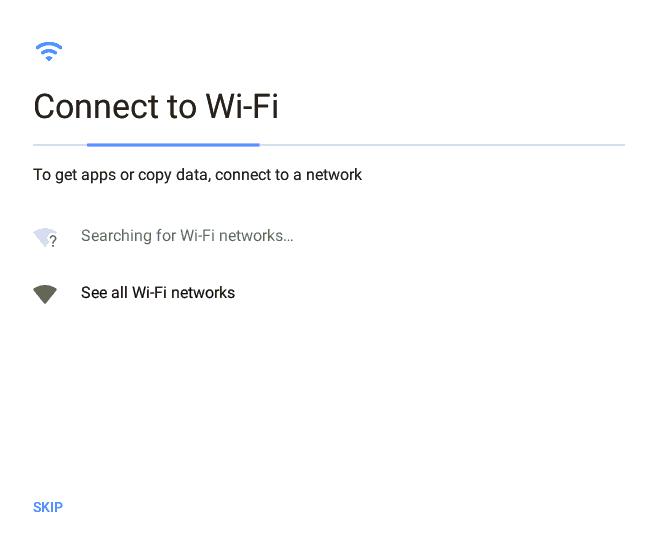 Connect to Wi-Fi
To get apps or copy data, connect to a network
?
Searching for Wi-Fi networks…
See all Wi-Fi networks
SKIP